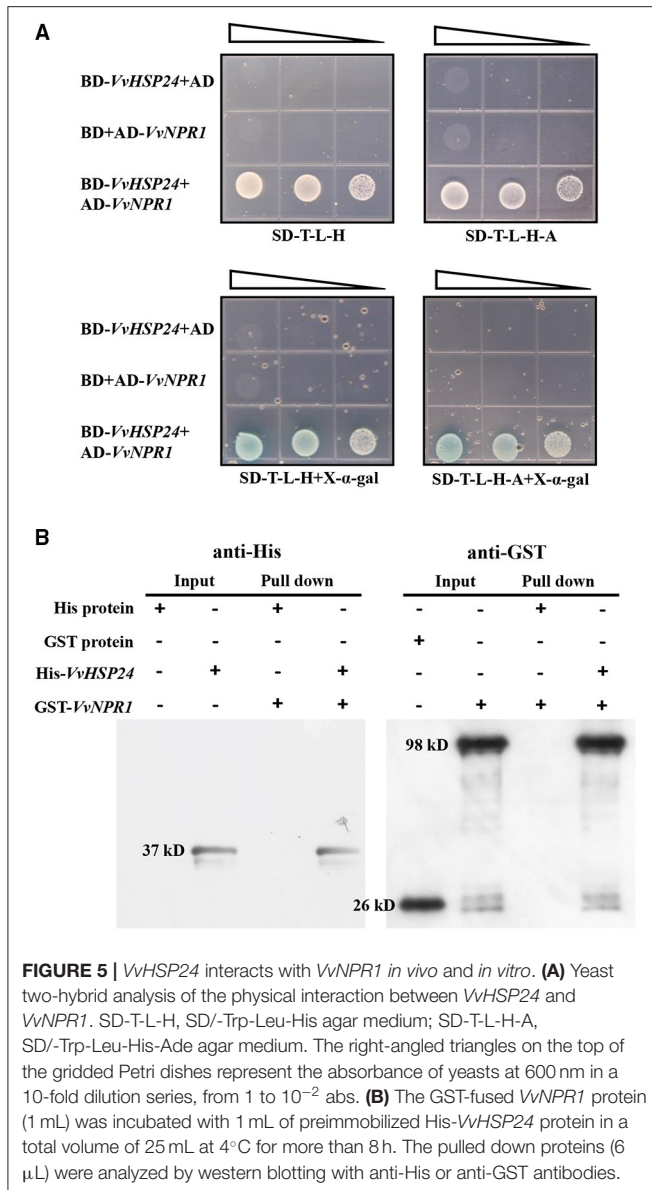 A
BD-VvHSP24+AD
BD+AD-VvNPR1
BD-VvHSP24+
AD-VvNPR1
SD-T-L-H
SD-T-L-H-A
BD-VvHSP24+AD
BD+AD-VvNPR1
BD-VvHSP24+
AD-VvNPR1
SD-T-L-H+X-α-gal
SD-T-L-H-A+X-α-gal
B
anti-His anti-GST
Input Pull down Input Pull down
His protein + - + - - - + -
GST protein - - - - + - - -
His-VvHSP24 - + - + - - - +
GST-VvNPR1 - - + + - + + +
98 kD
37 kD
26 kD
FIGURE 5 | VvHSP24 interacts with VvNPR1 in vivo and in vitro. (A) Yeast
two-hybrid analysis of the physical interaction between VvHSP24 and
VvNPR1. SD-T-L-H, SD/-Trp-Leu-His agar medium; SD-T-L-H-A,
SD/-Trp-Leu-His-Ade agar medium. The right-angled triangles on the top of
the gridded Petri dishes represent the absorbance of yeasts at 600 nm in a
10-fold dilution series, from 1 to 10⁻² abs. (B) The GST-fused VvNPR1 protein
(1 mL) was incubated with 1 mL of preimmobilized His-VvHSP24 protein in a
total volume of 25 mL at 4°C for more than 8 h. The pulled down proteins (6
μL) were analyzed by western blotting with anti-His or anti-GST antibodies.